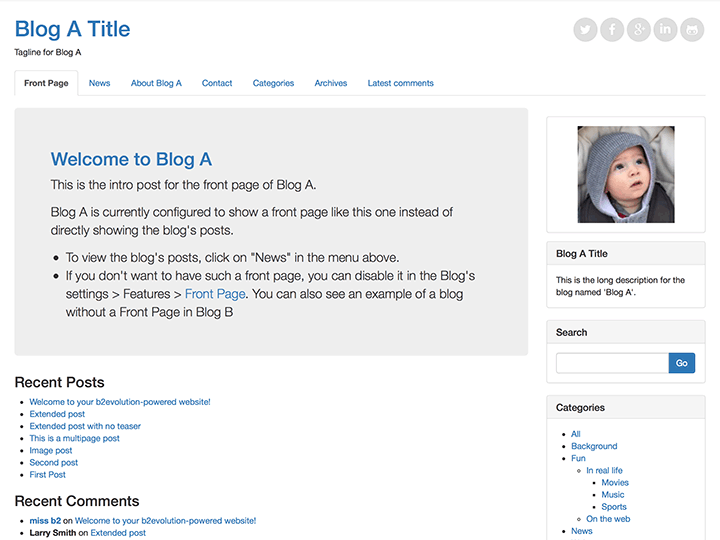 Blog A Title
Tagline for Blog A
Front Page News About Blog A Contact Categories Archives Latest comments
Welcome to Blog A
This is the intro post for the front page of Blog A.
Blog A is currently configured to show a front page like this one instead of
directly showing the blog's posts.
To view the blog's posts, click on "News" in the menu above.
If you don't want to have such a front page, you can disable it in the Blog's
settings > Features > Front Page. You can also see an example of a blog
without a Front Page in Blog B
Recent Posts
Welcome to your b2evolution-powered website!
Extended post
Extended post with no teaser
This is a multipage post
Image post
Second post
First Post
Recent Comments
miss b2 on Welcome to your b2evolution-powered website!
Larry Smith on Extended post
Blog A Title
This is the long description for the
blog named 'Blog A'.
Search
Go
Categories
All
Background
Fun
In real life
Movies
Music
Sports
On the web
News